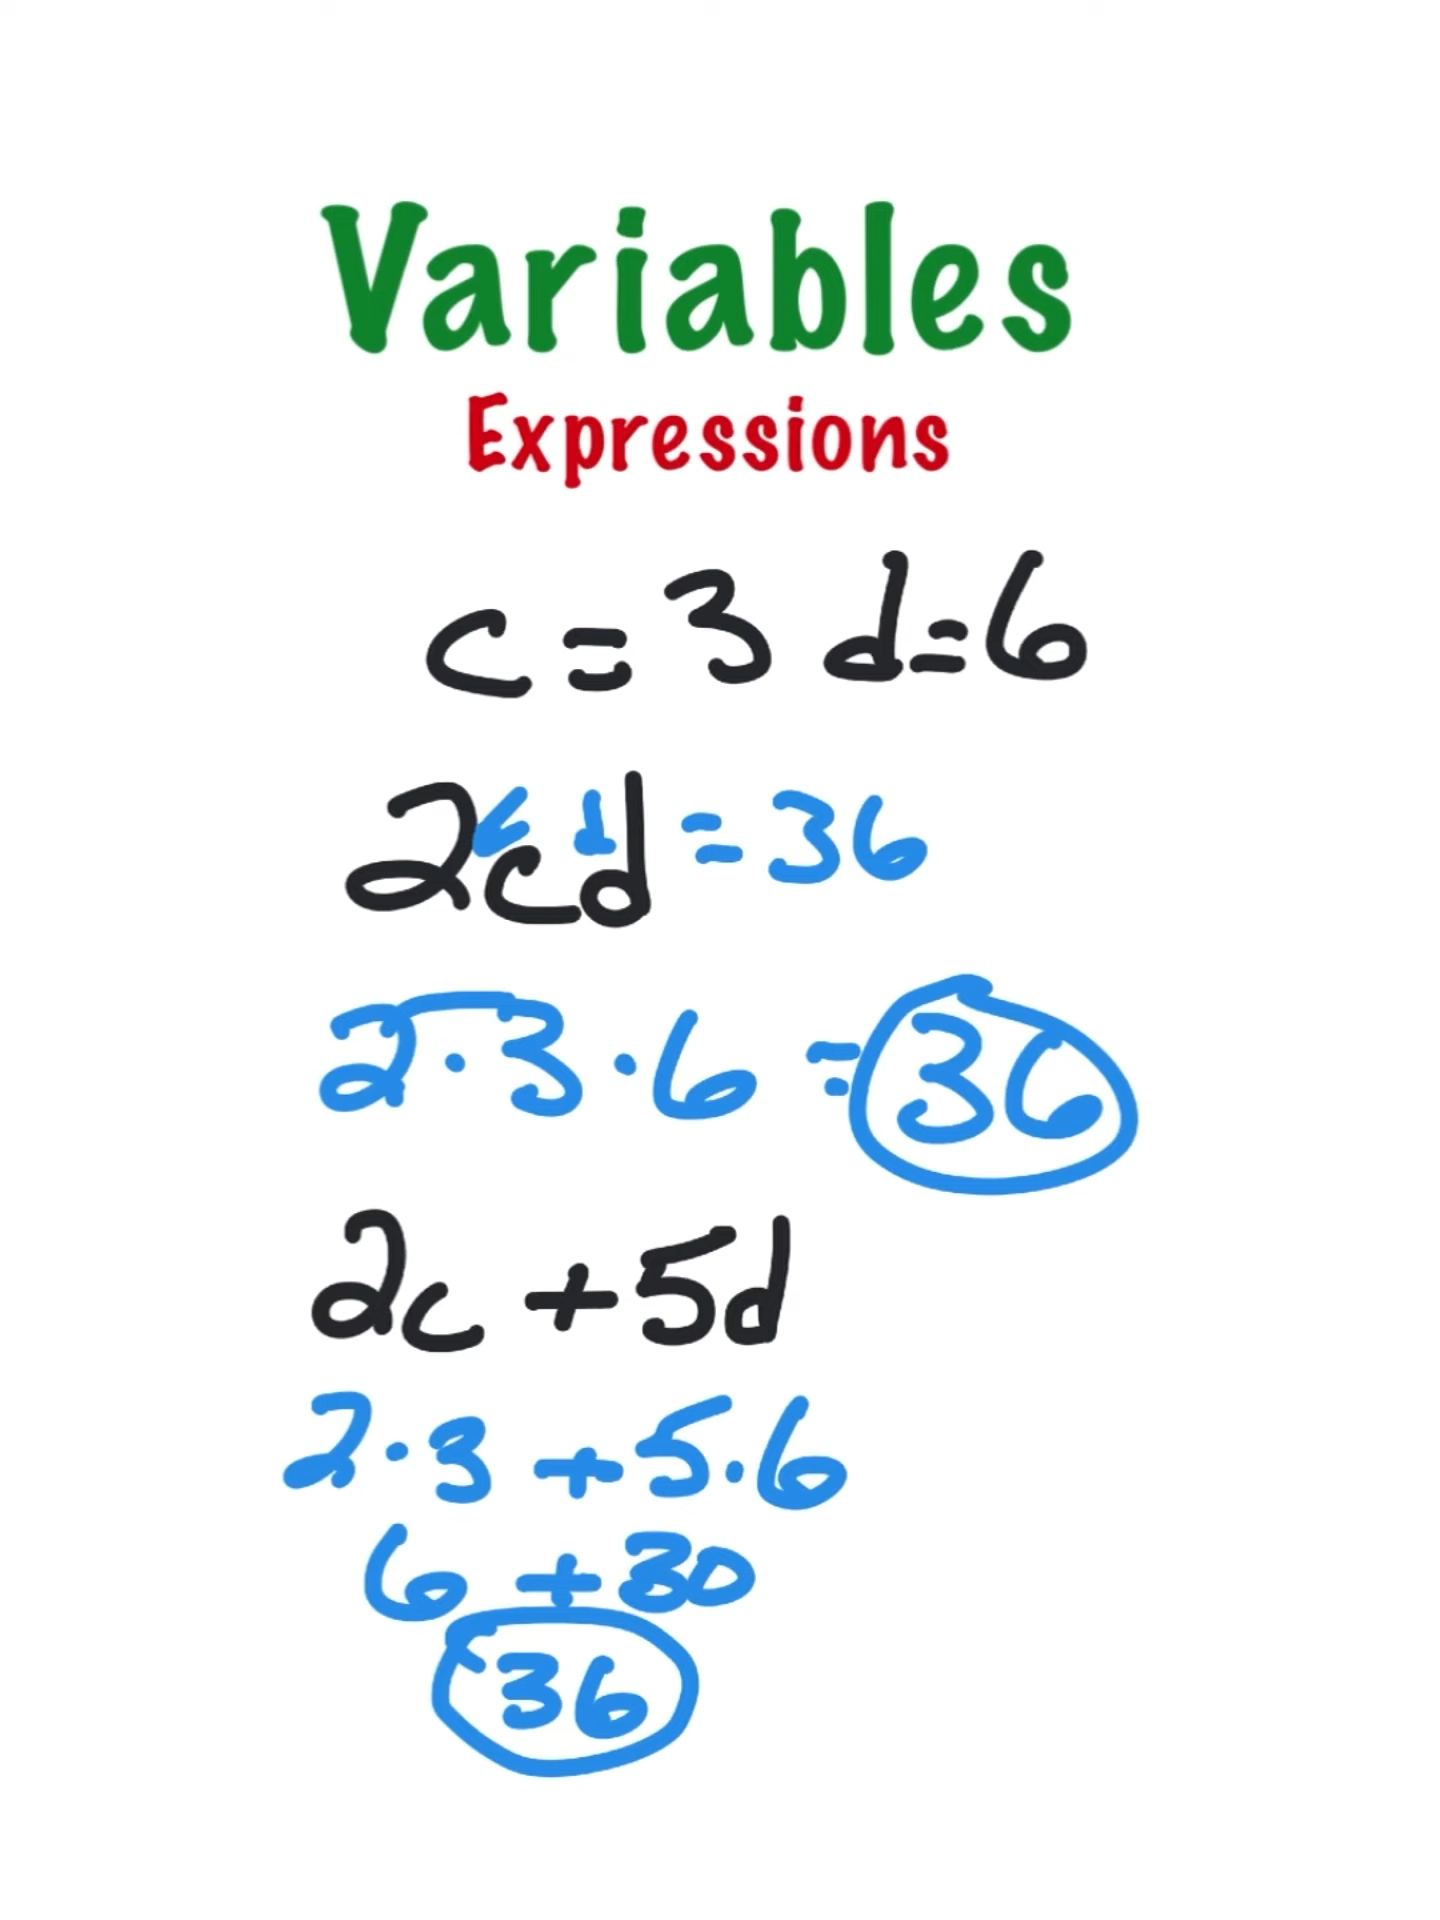 Variables
Expressions
c = 3 d = 6
2cd = 36
2 · 3 · 6 = 36
2c + 5d
2 · 3 + 5 · 6
6 + 30
36